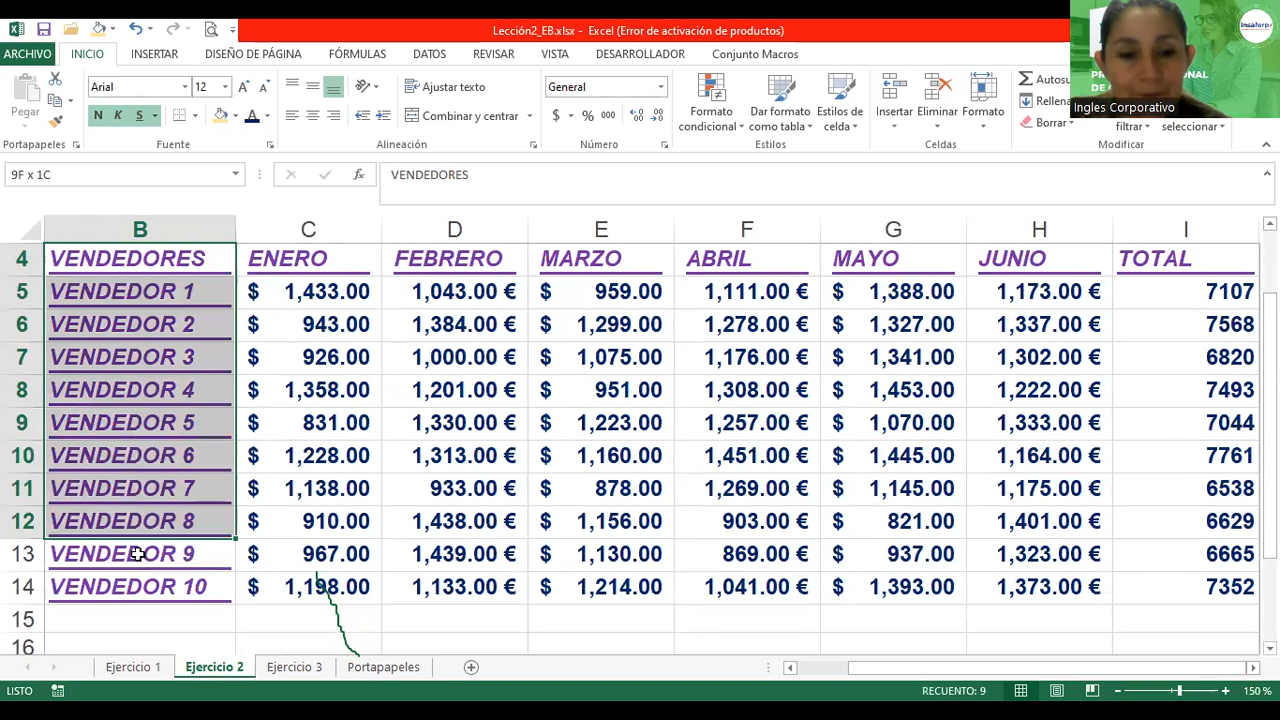 Lección2_EB.xlsx - Excel (Error de activación de productos)
ARCHIVO INICIO INSERTAR DISEÑO DE PÁGINA FÓRMULAS DATOS REVISAR VISTA DESARROLLADOR Conjunto Macros
Pegar
Arial 12
N K S
Ajustar texto
Combinar y centrar
General
$ % 000
Formato condicional
Dar formato como tabla
Estilos de celda
Insertar Eliminar Formato
Autosu
Rellena
Borrar
filtrar seleccionar
Portapapeles Fuente Alineación Número Estilos Celdas Modificar
Insaforp
Ingles Corporativo
9F x 1C fx VENDEDORES
B C D E F G H I
4 VENDEDORES ENERO FEBRERO MARZO ABRIL MAYO JUNIO TOTAL
5 VENDEDOR 1 $ 1,433.00 1,043.00 € $ 959.00 1,111.00 € $ 1,388.00 1,173.00 € 7107
6 VENDEDOR 2 $ 943.00 1,384.00 € $ 1,299.00 1,278.00 € $ 1,327.00 1,337.00 € 7568
7 VENDEDOR 3 $ 926.00 1,000.00 € $ 1,075.00 1,176.00 € $ 1,341.00 1,302.00 € 6820
8 VENDEDOR 4 $ 1,358.00 1,201.00 € $ 951.00 1,308.00 € $ 1,453.00 1,222.00 € 7493
9 VENDEDOR 5 $ 831.00 1,330.00 € $ 1,223.00 1,257.00 € $ 1,070.00 1,333.00 € 7044
10 VENDEDOR 6 $ 1,228.00 1,313.00 € $ 1,160.00 1,451.00 € $ 1,445.00 1,164.00 € 7761
11 VENDEDOR 7 $ 1,138.00 933.00 € $ 878.00 1,269.00 € $ 1,145.00 1,175.00 € 6538
12 VENDEDOR 8 $ 910.00 1,438.00 € $ 1,156.00 903.00 € $ 821.00 1,401.00 € 6629
13 VENDEDOR 9 $ 967.00 1,439.00 € $ 1,130.00 869.00 € $ 937.00 1,323.00 € 6665
14 VENDEDOR 10 $ 1,198.00 1,133.00 € $ 1,214.00 1,041.00 € $ 1,393.00 1,373.00 € 7352
15
16
Ejercicio 1 Ejercicio 2 Ejercicio 3 Portapapeles
LISTO RECUENTO: 9 150 %